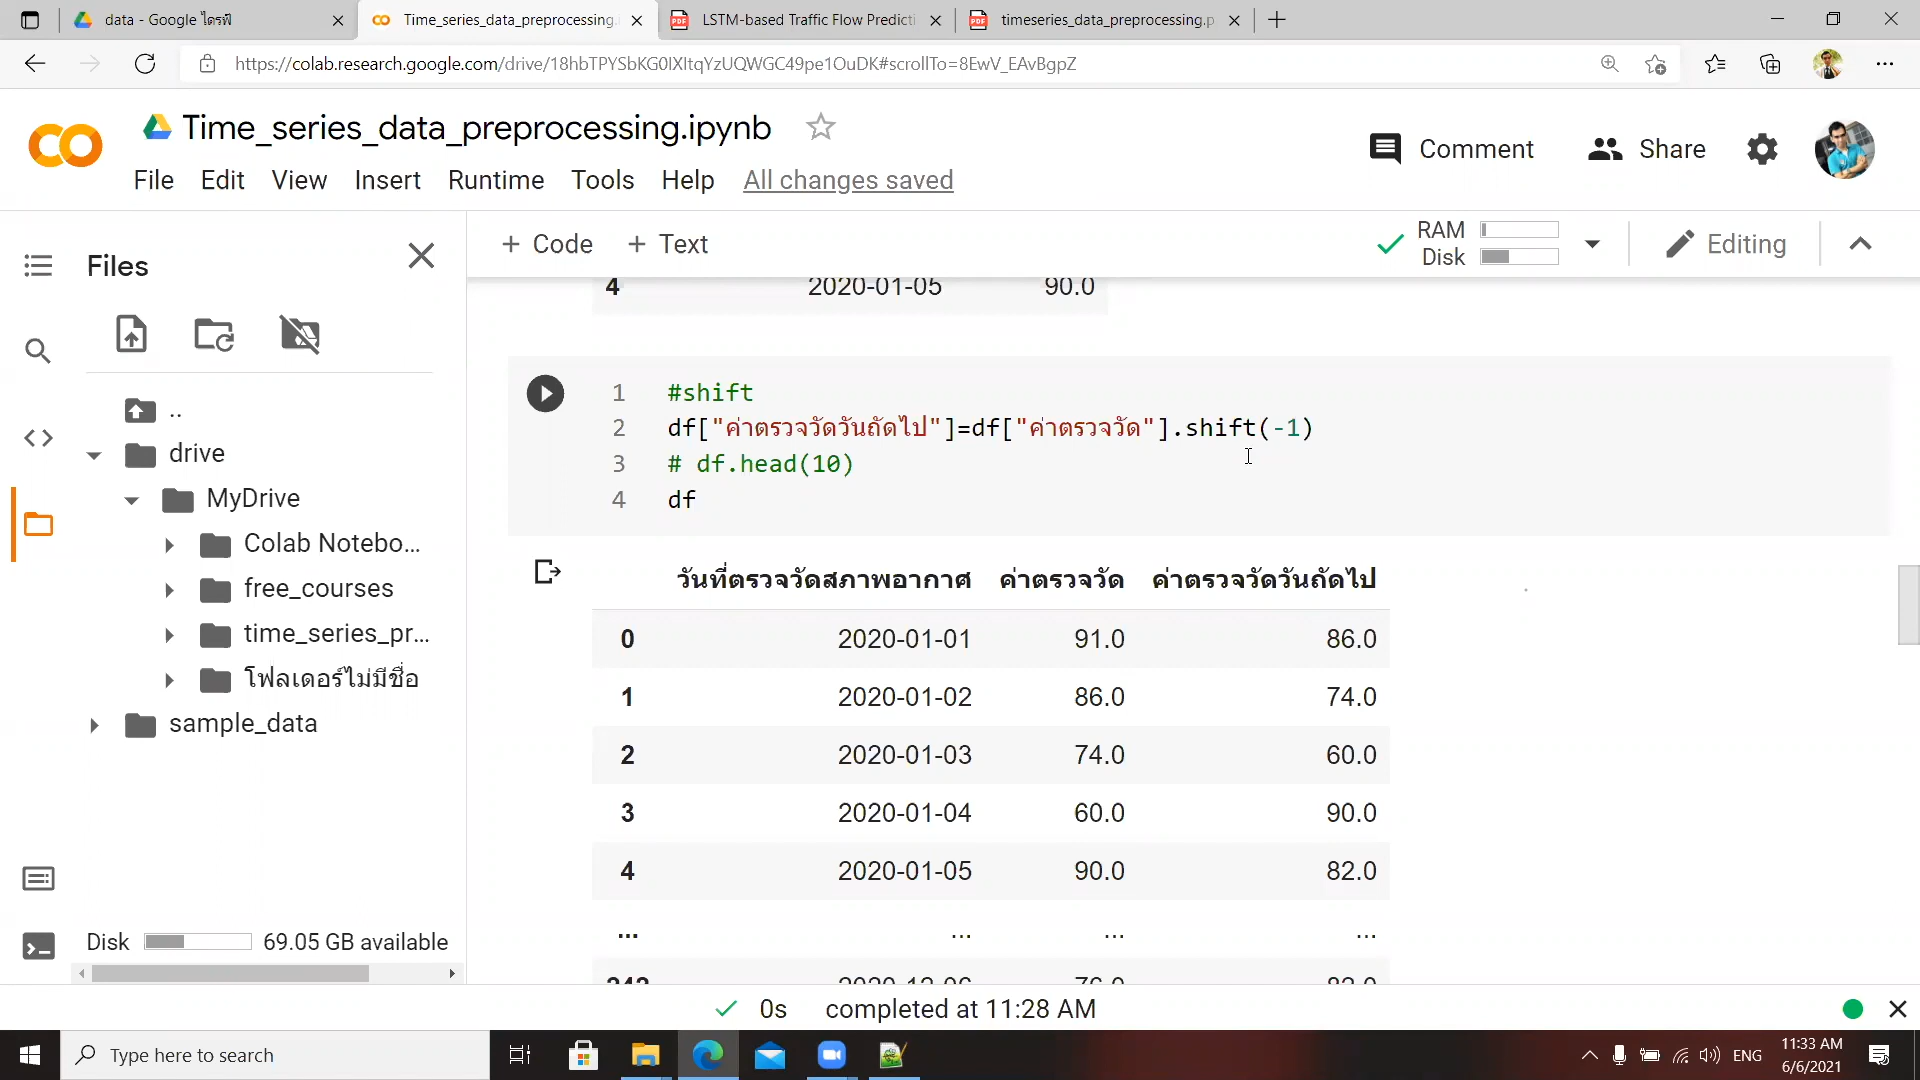 data - Google ไดรฟ์
Time_series_data_preprocessing.i
LSTM-based Traffic Flow Predicti
timeseries_data_preprocessing.p
https://colab.research.google.com/drive/18hbTPYSbKG0IXItqYzUQWGC49pe1OuDK#scrollTo=8EwV_EAvBgpZ
Time_series_data_preprocessing.ipynb
Comment
Share
File Edit View Insert Runtime Tools Help All changes saved
Files
+ Code + Text
RAM
Disk
Editing
4 2020-01-05 90.0
..
drive
MyDrive
Colab Notebo...
free_courses
time_series_pr...
โฟลเดอร์ไม่มีชื่อ
sample_data
Disk 69.05 GB available
1 #shift
2 df["ค่าตรวจวัดวันถัดไป"]=df["ค่าตรวจวัด"].shift(-1)
3 # df.head(10)
4 df
วันที่ตรวจวัดสภาพอากาศ ค่าตรวจวัด ค่าตรวจวัดวันถัดไป
0 2020-01-01 91.0 86.0
1 2020-01-02 86.0 74.0
2 2020-01-03 74.0 60.0
3 2020-01-04 60.0 90.0
4 2020-01-05 90.0 82.0
... ... ... ...
0s completed at 11:28 AM
Type here to search
ENG
11:33 AM
6/6/2021